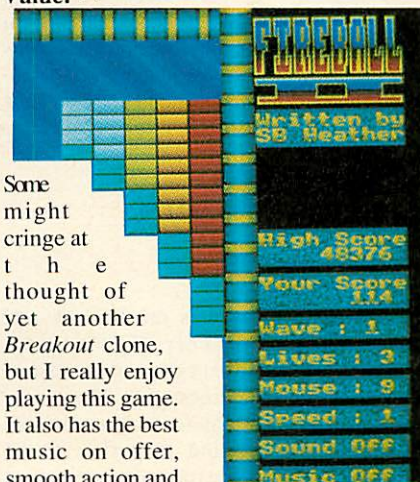 value.
Some
might
cringe at
t h e
thought of
yet another
Breakout clone,
but I really enjoy
playing this game.
It also has the best
music on offer,
smooth action and
FIREBALL
Written by
SB Heather
High Score
48376
Your Score
114
Wave : 1
Lives : 3
Mouse : 9
Speed : 1
Sound Off
Music Off